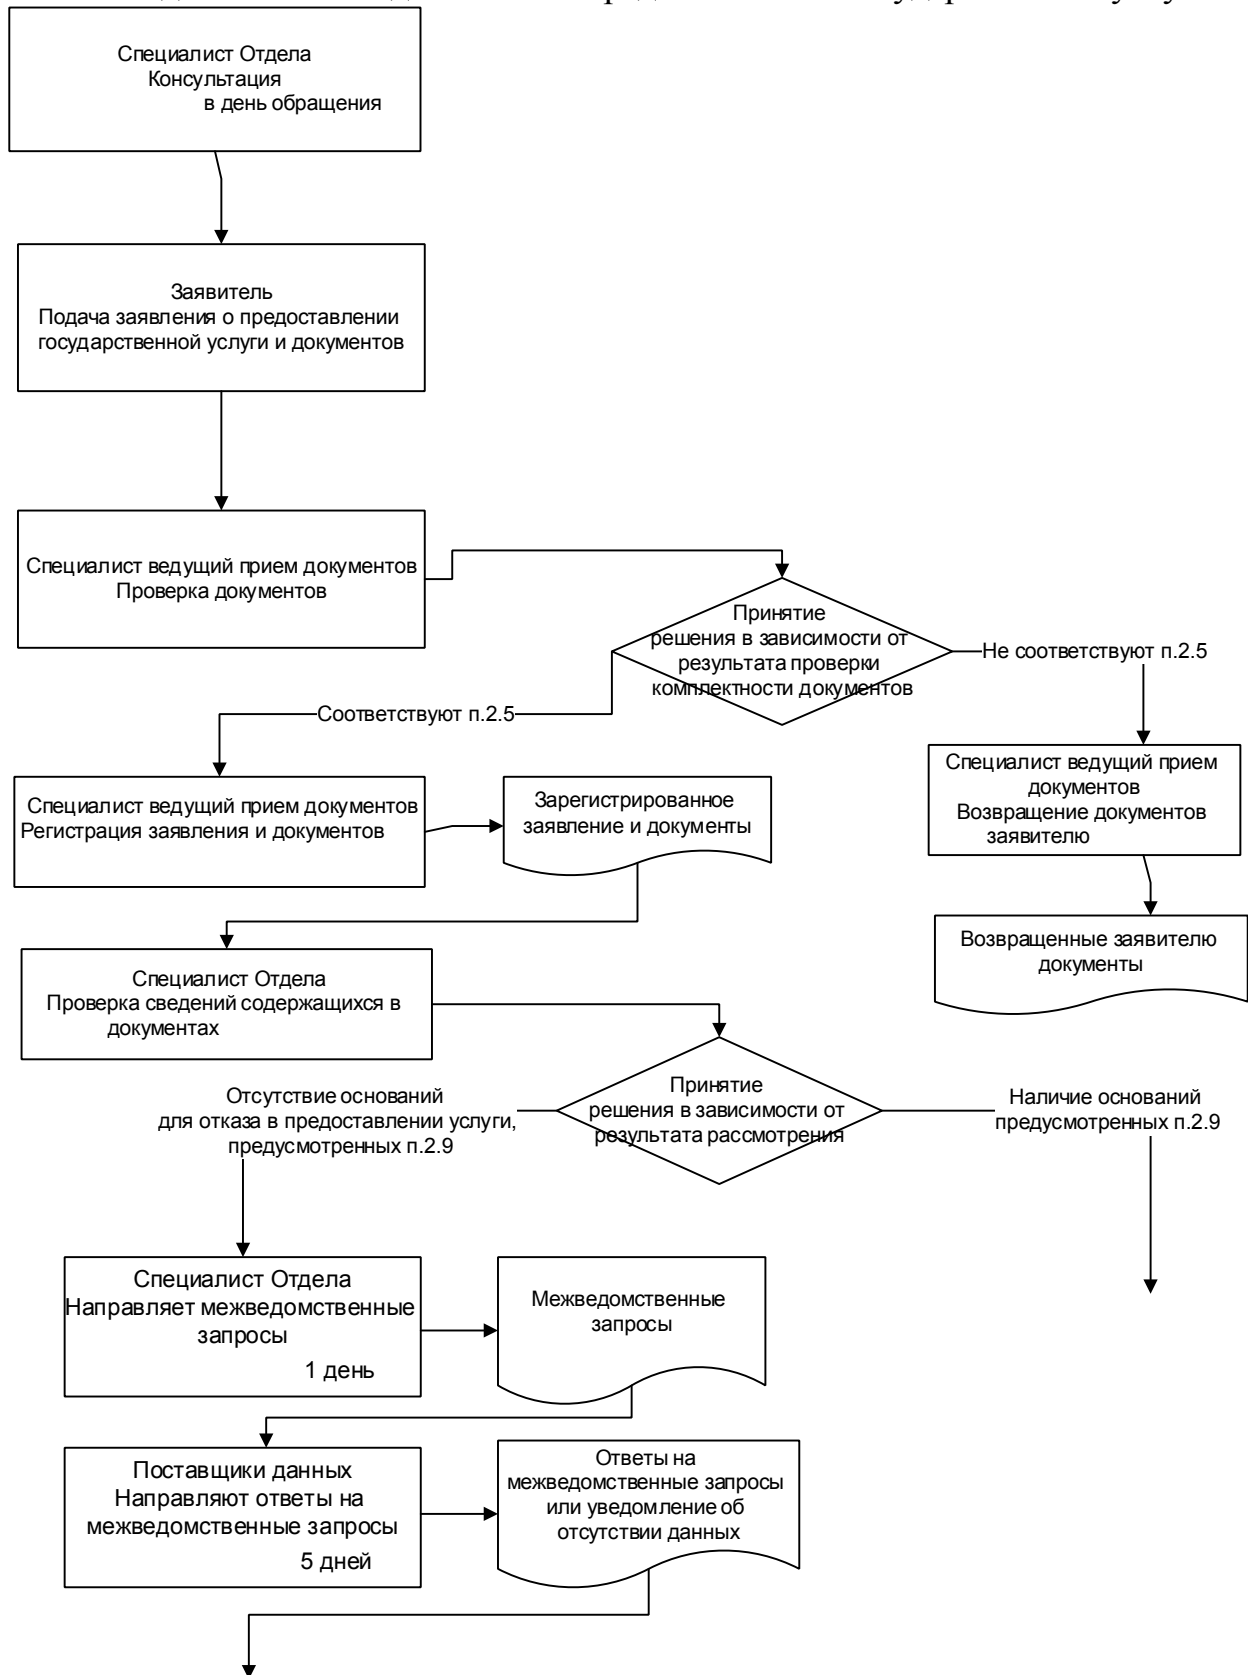 Специалист Отдела
Консультация
в день обращения
Заявитель
Подача заявления о предоставлении
государственной услуги и документов
Специалист ведущий прием документов
Проверка документов
Принятие
решения в зависимости от
результата проверки
комплектности документов
Не соответствуют п.2.5
Соответствуют п.2.5
Специалист ведущий прием
документов
Возвращение документов
заявителю
Специалист ведущий прием документов
Регистрация заявления и документов
Зарегистрированное
заявление и документы
Возвращенные заявителю
документы
Специалист Отдела
Проверка сведений содержащихся в
документах
Принятие
решения в зависимости от
результата рассмотрения
Отсутствие оснований
для отказа в предоставлении услуги,
предусмотренных п.2.9
Наличие оснований
предусмотренных п.2.9
Специалист Отдела
Направляет межведомственные
запросы
1 день
Межведомственные
запросы
Поставщики данных
Направляют ответы на
межведомственные запросы
5 дней
Ответы на
межведомственные запросы
или уведомление об
отсутствии данных